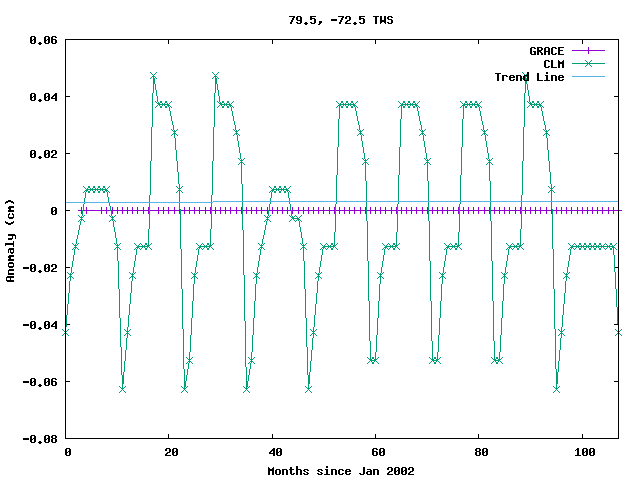 79.5, -72.5 TWS
GRACE
CLM
Trend Line
0.06
0.04
0.02
0
-0.02
-0.04
-0.06
-0.08
Anomaly (cm)
0 20 40 60 80 100
Months since Jan 2002